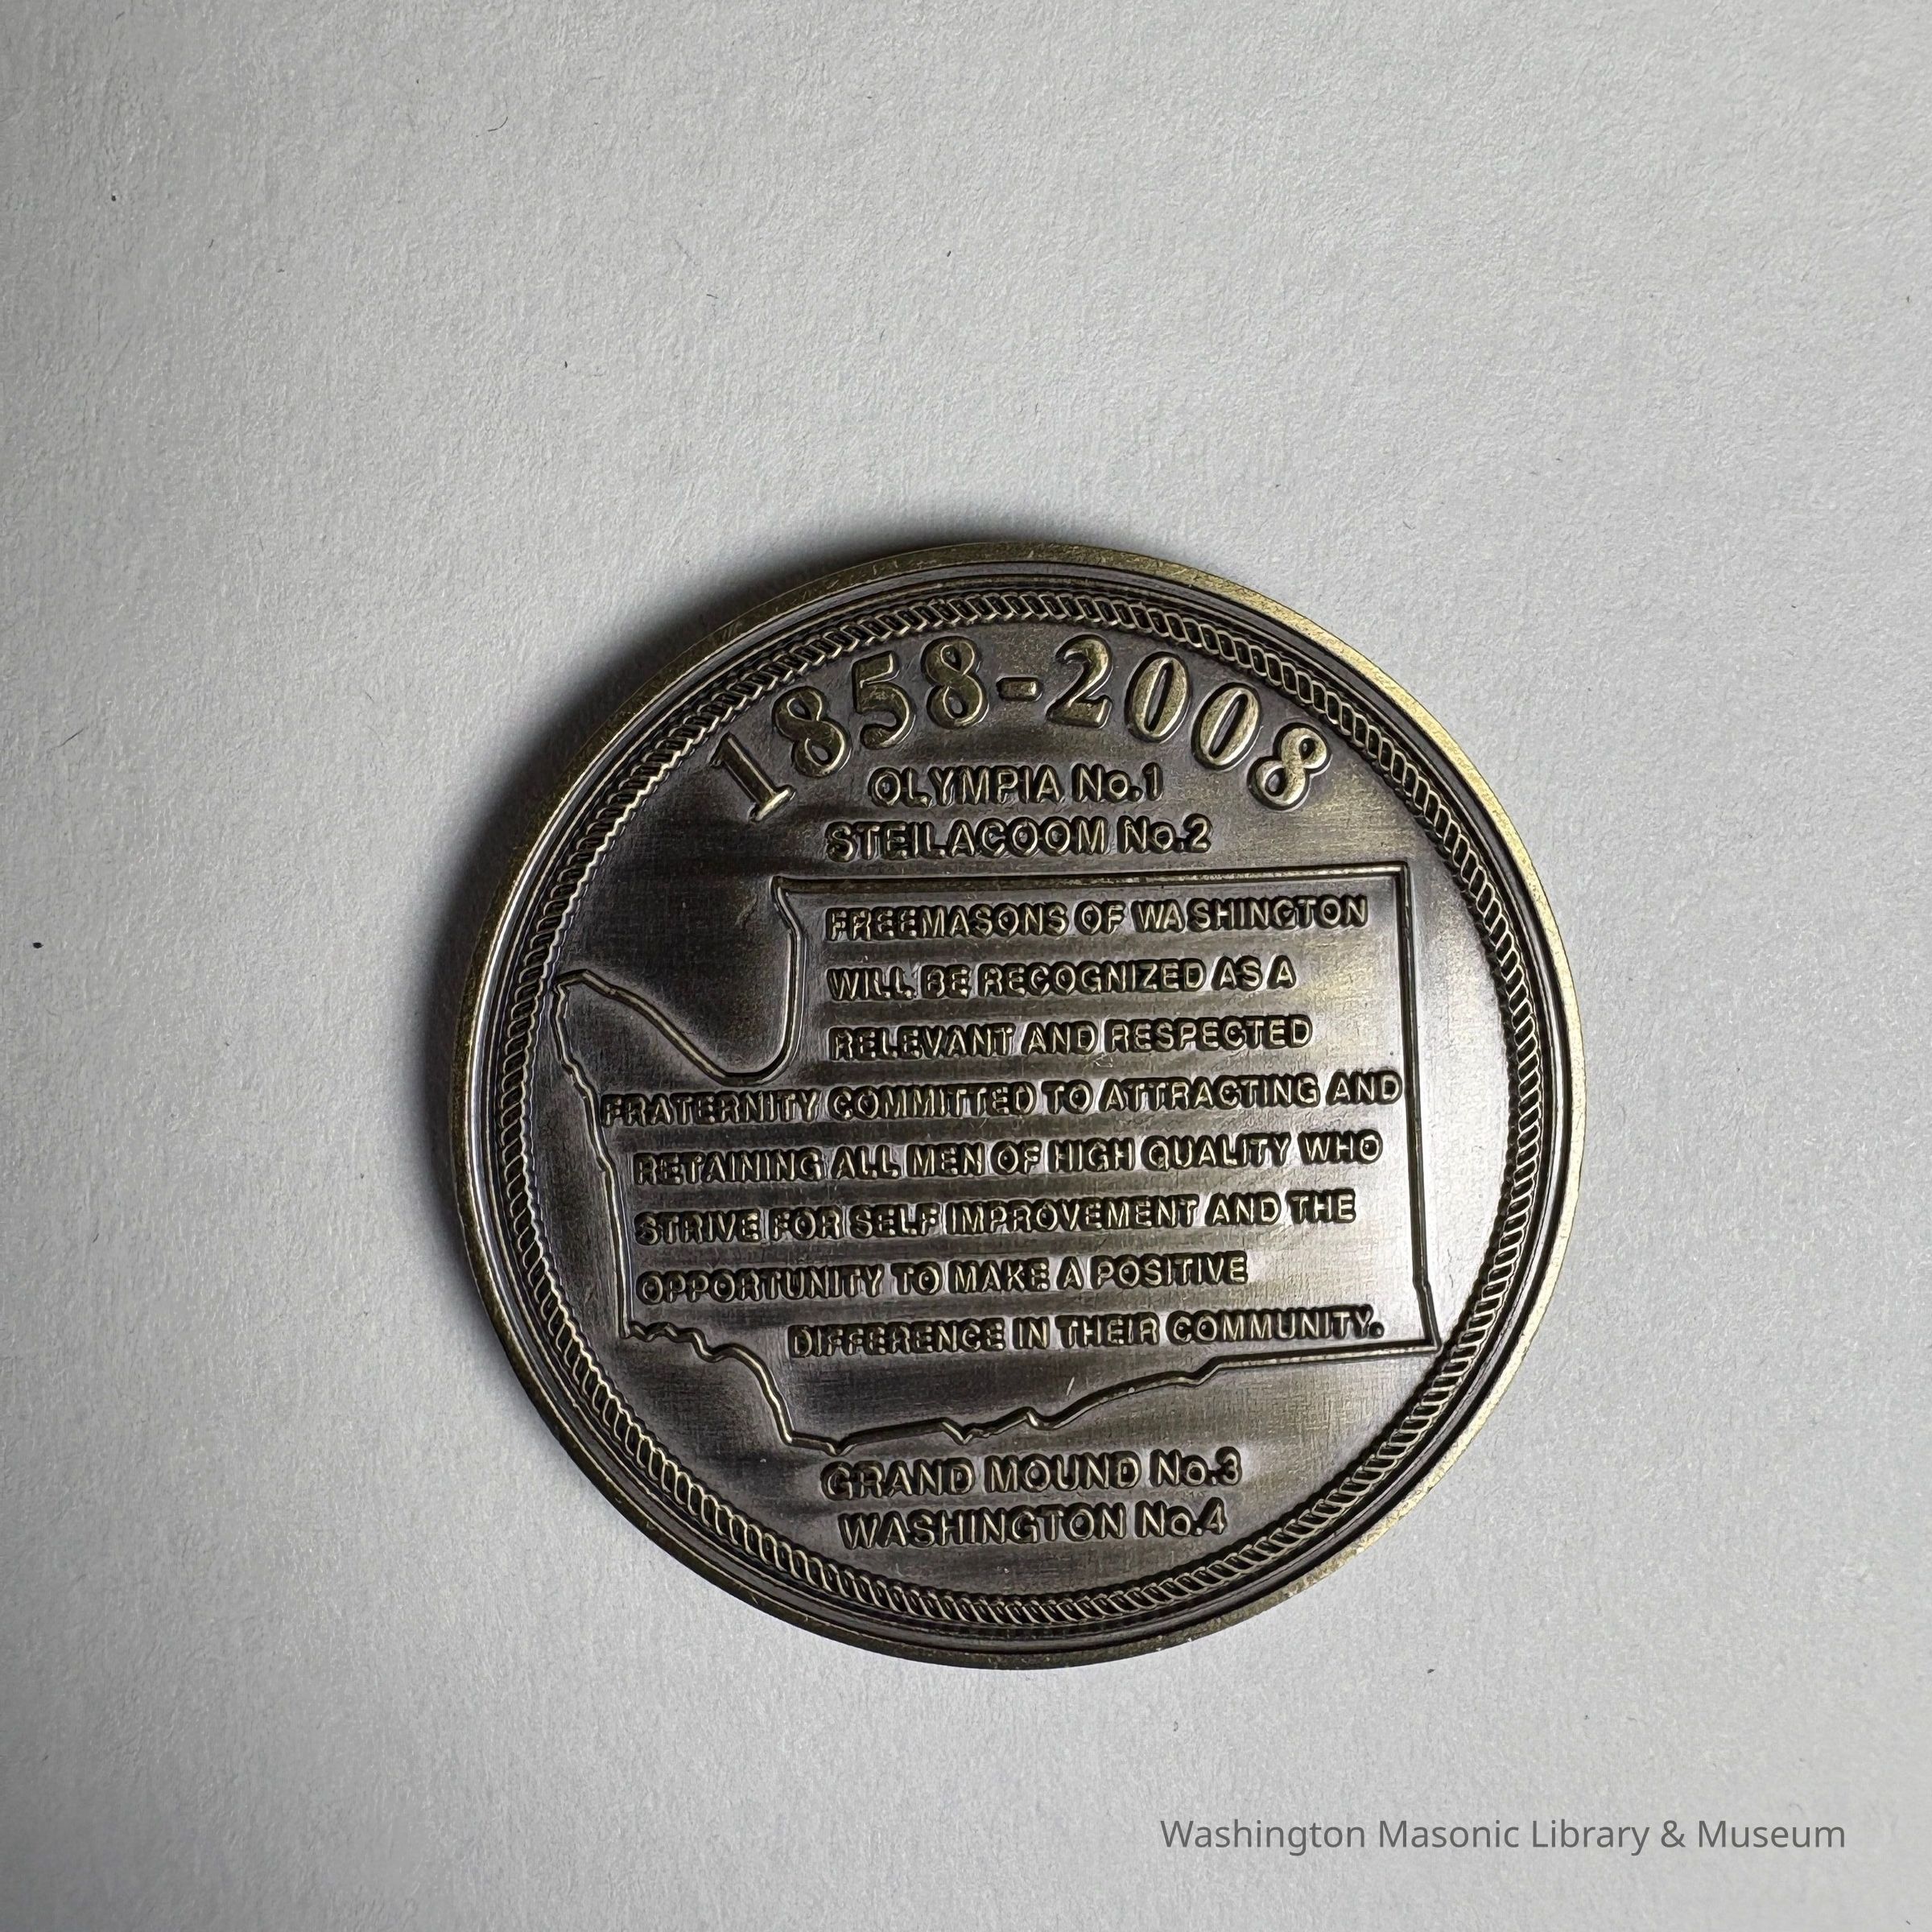 1858-2008
OLYMPIA No.1
STEILACOOM No.2
FREEMASONS OF WASHINGTON
WILL BE RECOGNIZED AS A
RELEVANT AND RESPECTED
FRATERNITY COMMITTED TO ATTRACTING AND
RETAINING ALL MEN OF HIGH QUALITY WHO
STRIVE FOR SELF IMPROVEMENT AND THE
OPPORTUNITY TO MAKE A POSITIVE
DIFFERENCE IN THEIR COMMUNITY.
GRAND MOUND No.3
WASHINGTON No.4
Washington Masonic Library & Museum